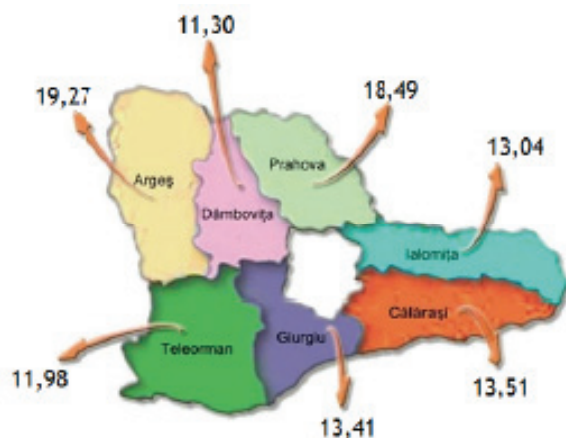 11,30
19,27
18,49
13,04
Prahova
Argeş
Dâmboviţa
Ialomiţa
Călăraşi
Giurgiu
Teleorman
11,98
13,51
13,41